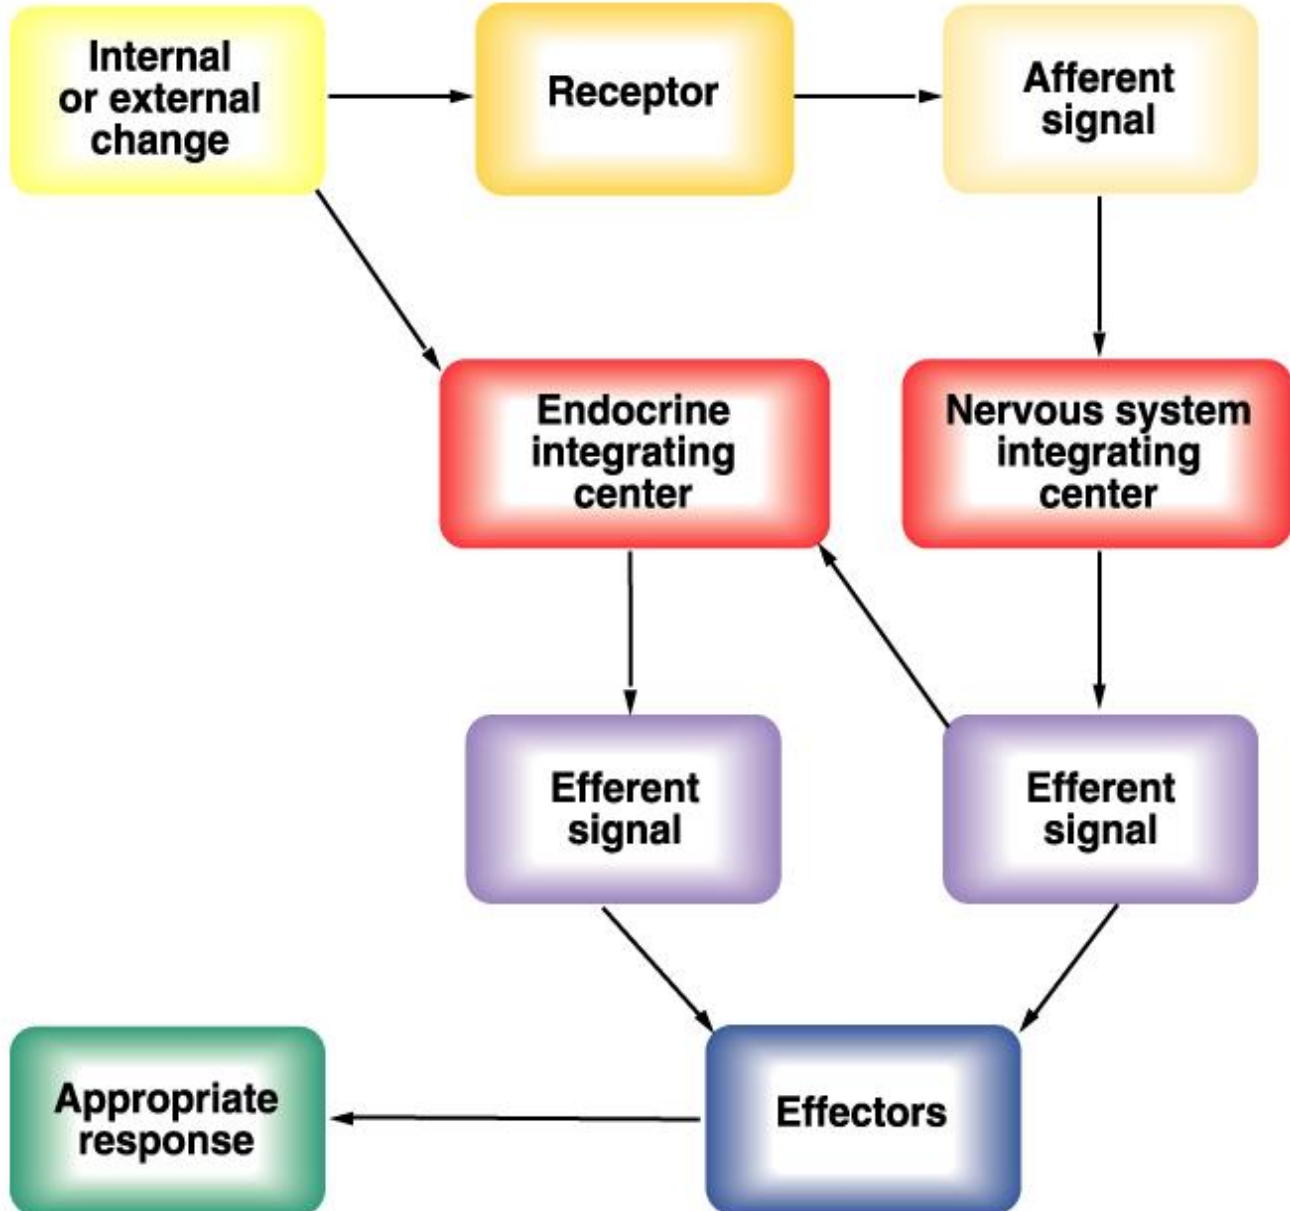 Internal
or external
change
Receptor
Afferent
signal
Endocrine
integrating
center
Nervous system
integrating
center
Efferent
signal
Efferent
signal
Appropriate
response
Effectors